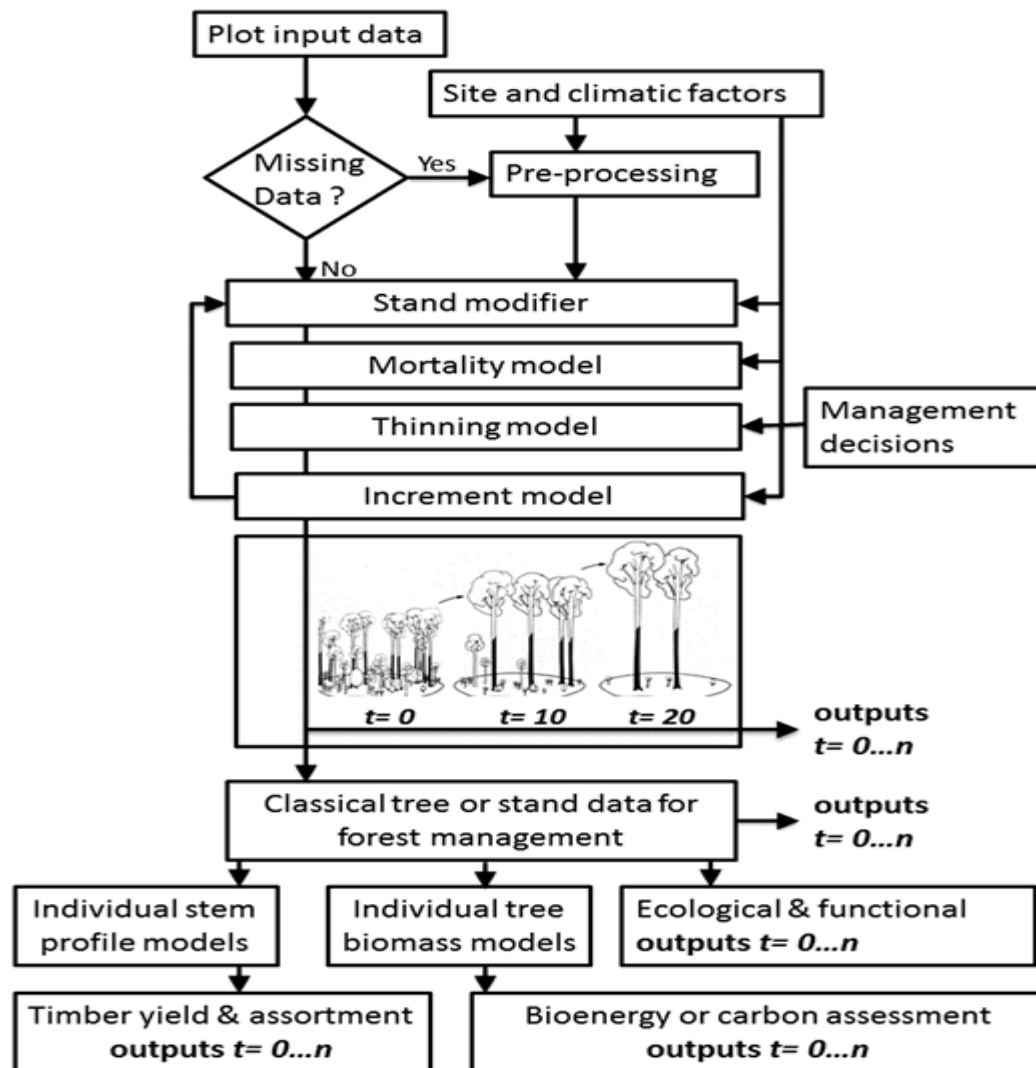 Plot input data
Site and climatic factors
Missing
Data ?
Yes
Pre-processing
No
Stand modifier
Mortality model
Thinning model
Management
decisions
Increment model
t= 0
t= 10
t= 20
outputs
t= 0...n
Classical tree or stand data for
forest management
outputs
t= 0...n
Individual stem
profile models
Individual tree
biomass models
Ecological & functional
outputs t= 0...n
Timber yield & assortment
outputs t= 0...n
Bioenergy or carbon assessment
outputs t= 0...n